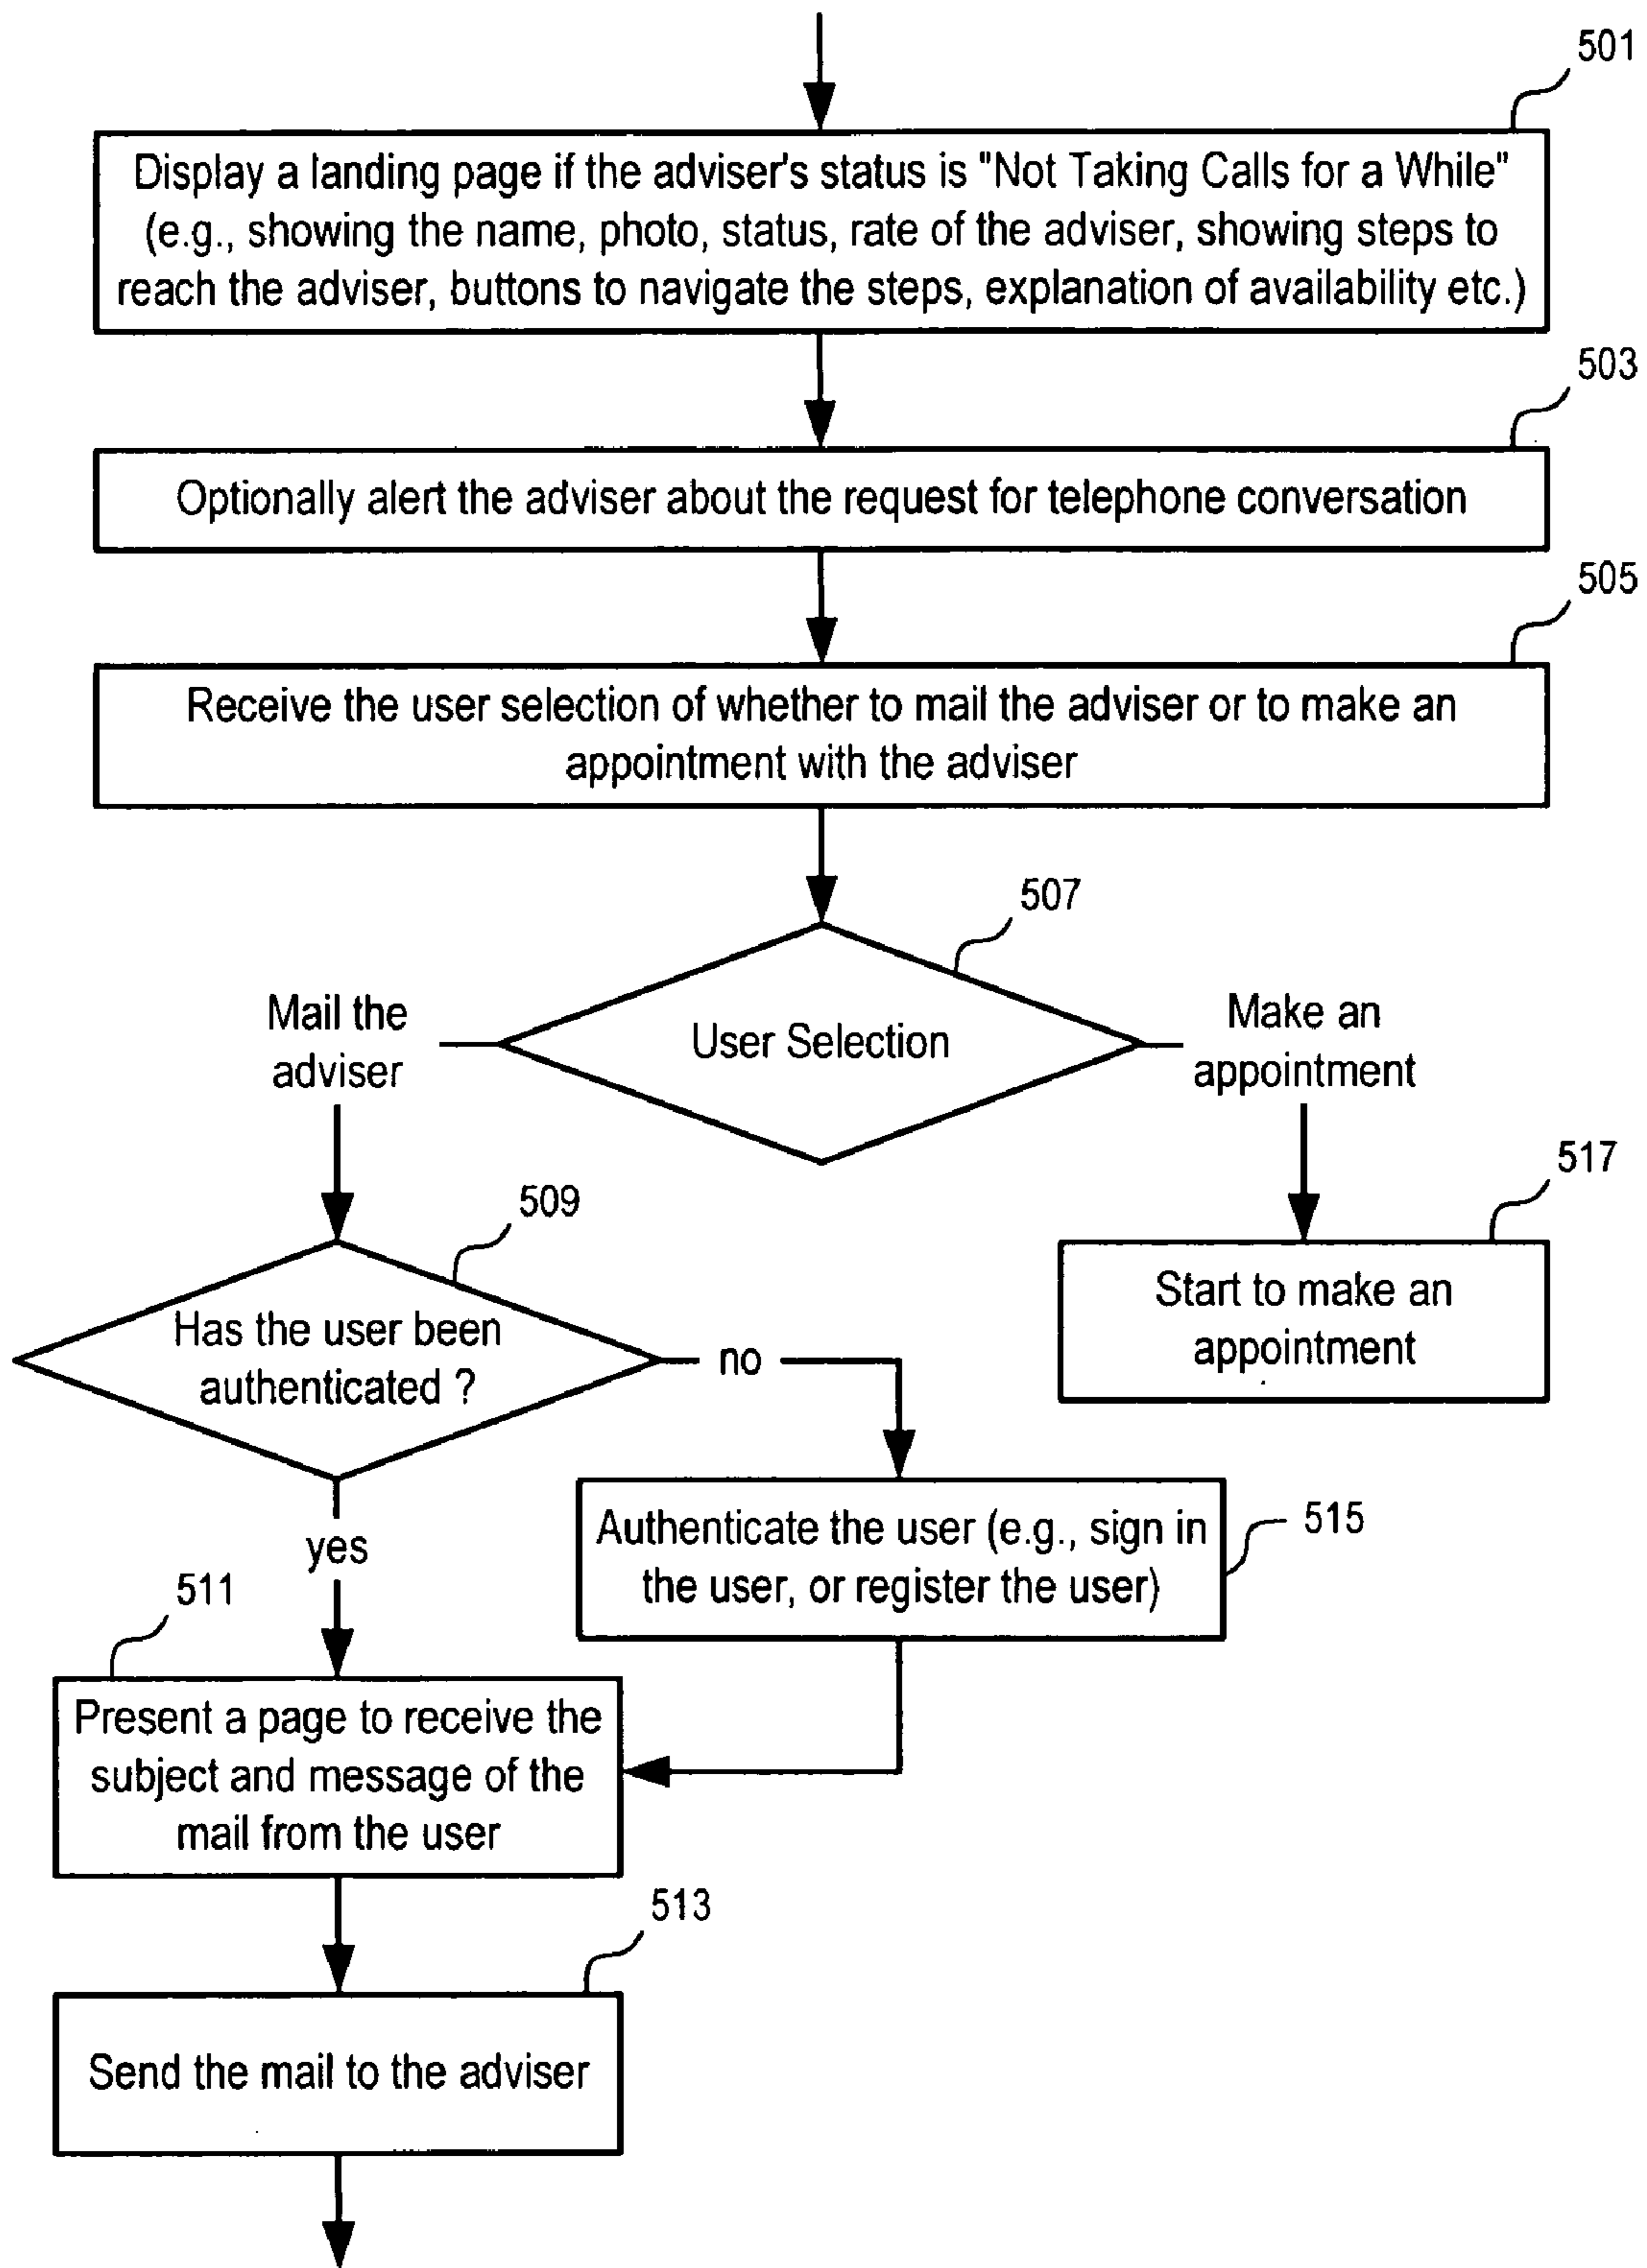 501
Display a landing page if the adviser's status is "Not Taking Calls for a While"
(e.g., showing the name, photo, status, rate of the adviser, showing steps to
reach the adviser, buttons to navigate the steps, explanation of availability etc.)
503
Optionally alert the adviser about the request for telephone conversation
505
Receive the user selection of whether to mail the adviser or to make an
appointment with the adviser
507
User Selection
Mail the
adviser
Make an
appointment
509
Has the user been
authenticated ?
no
yes
517
Start to make an
appointment
515
Authenticate the user (e.g., sign in
the user, or register the user)
511
Present a page to receive the
subject and message of the
mail from the user
513
Send the mail to the adviser